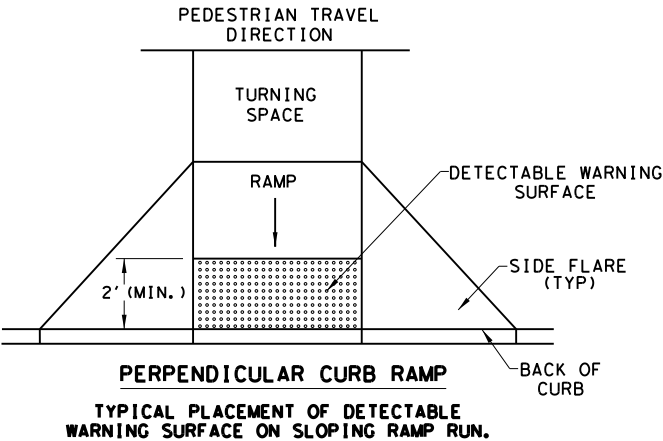 PEDESTRIAN TRAVEL
DIRECTION
TURNING
SPACE
RAMP
DETECTABLE WARNING
SURFACE
SIDE FLARE
(TYP)
2' (MIN.)
BACK OF
CURB
PERPENDICULAR CURB RAMP
TYPICAL PLACEMENT OF DETECTABLE
WARNING SURFACE ON SLOPING RAMP RUN.